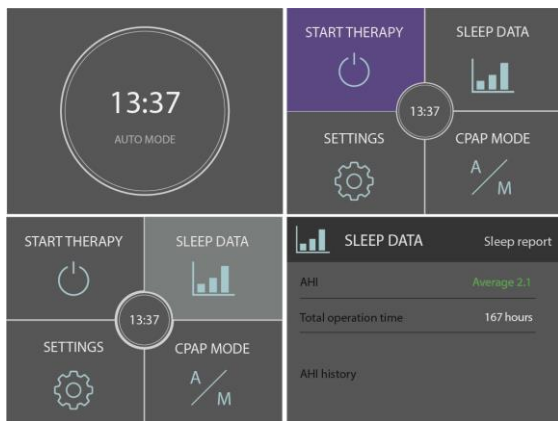 13:37
AUTO MODE
START THERAPY
SLEEP DATA
13:37
SETTINGS
CPAP MODE
A
M
START THERAPY
SLEEP DATA
13:37
SETTINGS
CPAP MODE
A
M
SLEEP DATA
Sleep report
AHI
Average 2.1
Total operation time
167 hours
AHI history